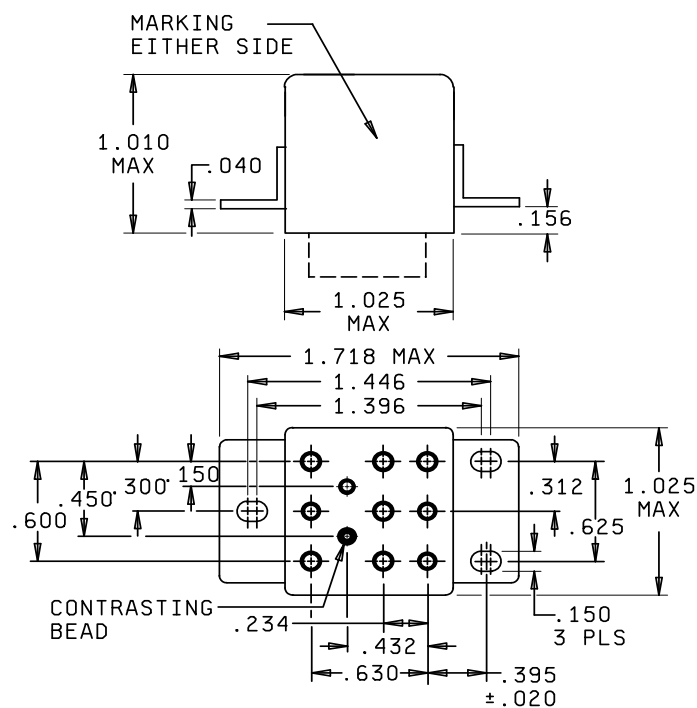 MARKING
EITHER SIDE
1.010
MAX
.040
.156
1.025
MAX
1.718 MAX
1.446
1.396
.150
.300
.450
.600
.312
.625
1.025
MAX
CONTRASTING
BEAD
.234
.432
.630
.150
3 PLS
.395
±.020